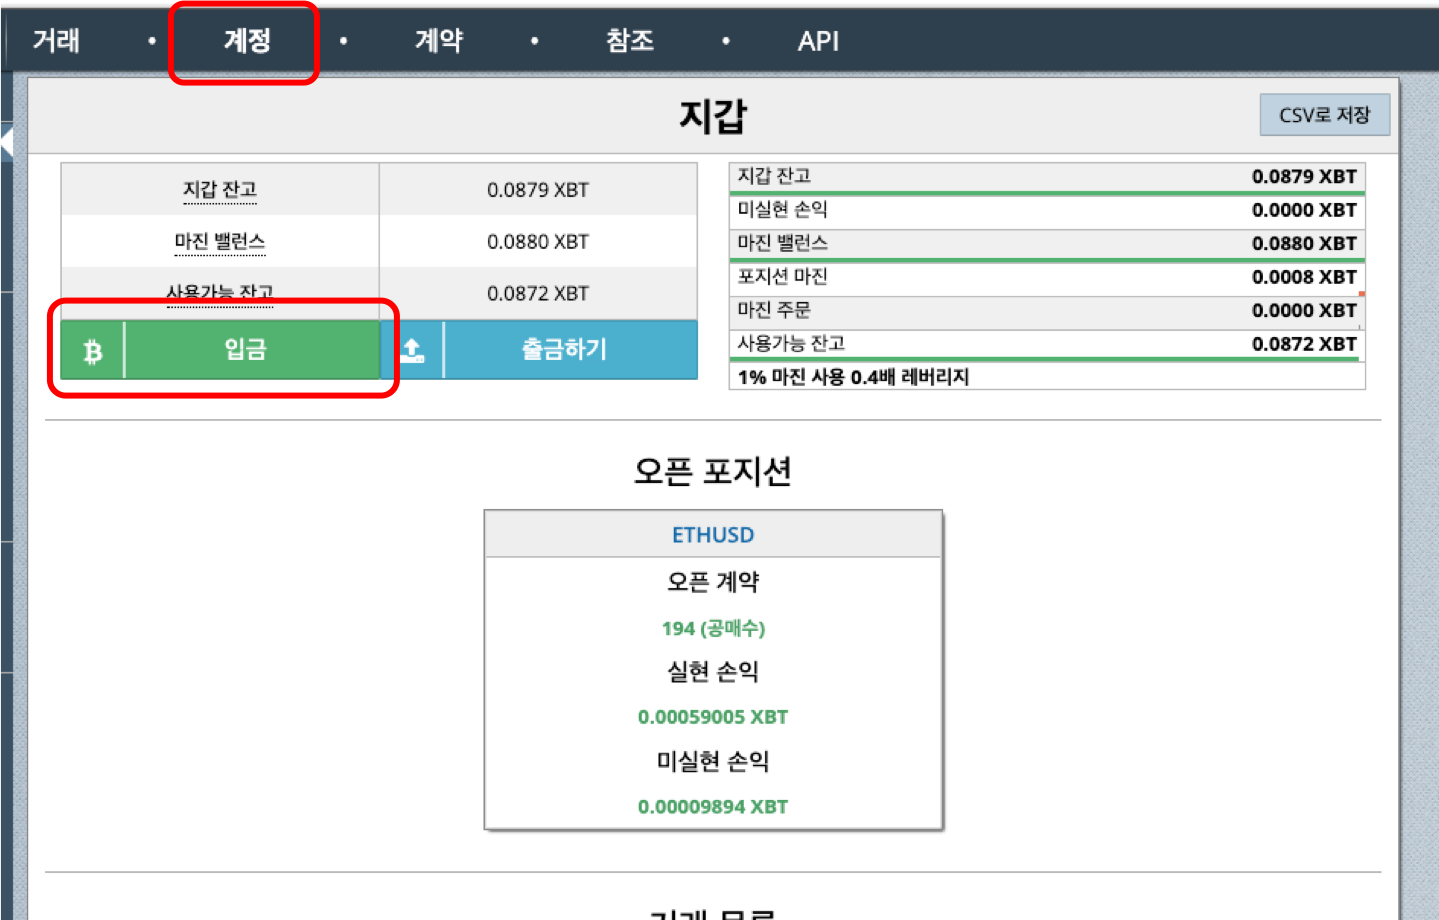 거래 • 계정 • 계약 • 참조 • API
지갑
CSV로 저장
지갑 잔고 0.0879 XBT
마진 밸런스 0.0880 XBT
사용가능 잔고 0.0872 XBT
입금 출금하기
지갑 잔고 0.0879 XBT
미실현 손익 0.0000 XBT
마진 밸런스 0.0880 XBT
포지션 마진 0.0008 XBT
마진 주문 0.0000 XBT
사용가능 잔고 0.0872 XBT
1% 마진 사용 0.4배 레버리지
오픈 포지션
ETHUSD
오픈 계약
194 (공매수)
실현 손익
0.00059005 XBT
미실현 손익
0.00009894 XBT